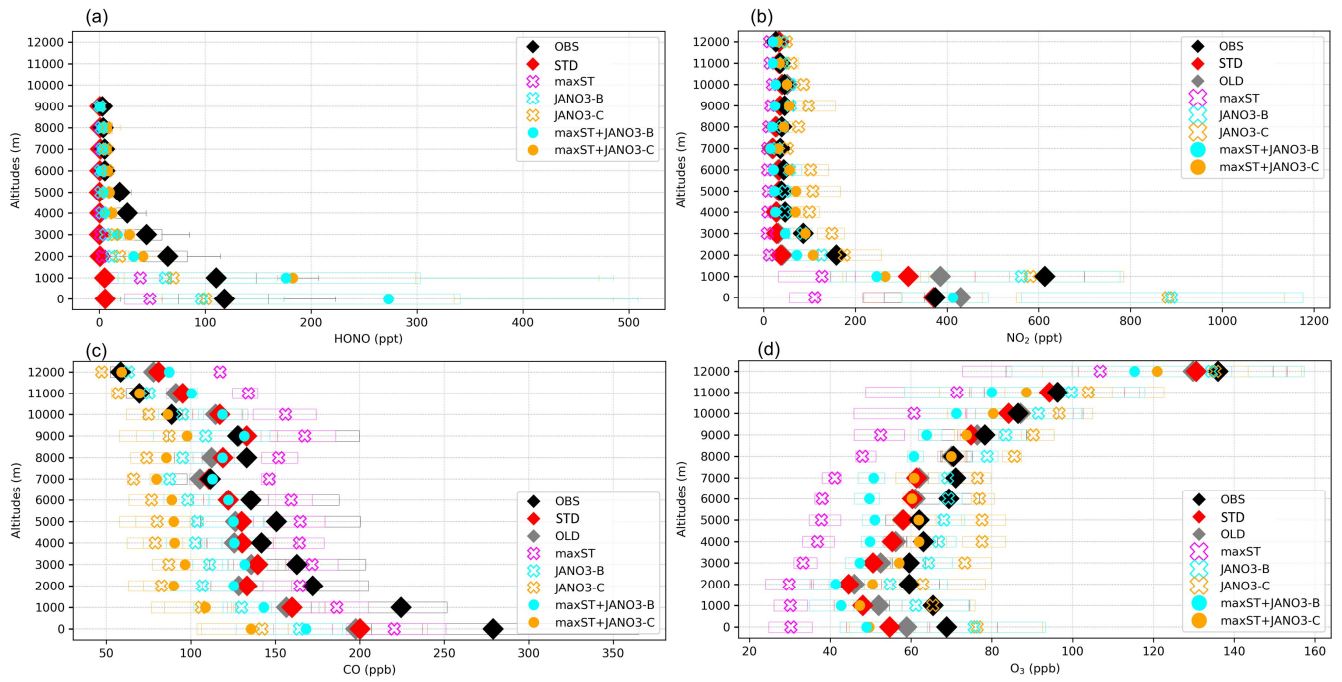 (a)
12000
11000
10000
9000
8000
7000
6000
5000
4000
3000
2000
1000
0
Altitudes (m)
0
100
200
300
400
500
HONO (ppt)
OBS
STD
maxST
JANO3-B
JANO3-C
maxST+JANO3-B
maxST+JANO3-C
(b)
12000
11000
10000
9000
8000
7000
6000
5000
4000
3000
2000
1000
0
Altitudes (m)
0
200
400
600
800
1000
1200
NO₂ (ppt)
OBS
STD
OLD
maxST
JANO3-B
JANO3-C
maxST+JANO3-B
maxST+JANO3-C
(c)
12000
11000
10000
9000
8000
7000
6000
5000
4000
3000
2000
1000
0
Altitudes (m)
50
100
150
200
250
300
350
CO (ppb)
OBS
STD
OLD
maxST
JANO3-B
JANO3-C
maxST+JANO3-B
maxST+JANO3-C
(d)
12000
11000
10000
9000
8000
7000
6000
5000
4000
3000
2000
1000
0
Altitudes (m)
20
40
60
80
100
120
140
160
O₃ (ppb)
OBS
STD
OLD
maxST
JANO3-B
JANO3-C
maxST+JANO3-B
maxST+JANO3-C